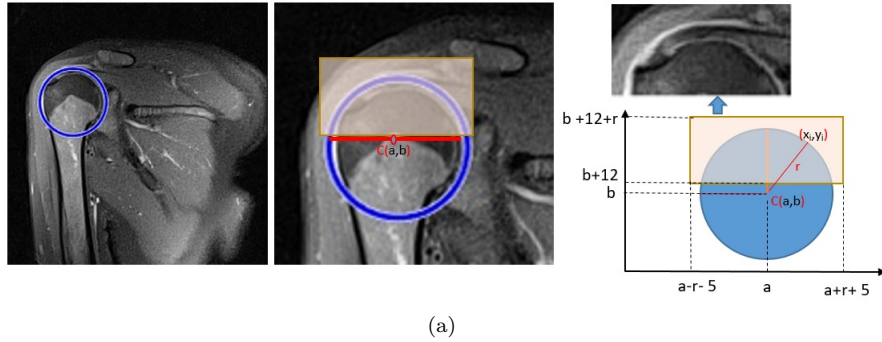 C(a,b)
b +12+r
(xᵢ,yᵢ)
r
b+12
b
C(a,b)
a-r- 5
a
a+r+ 5
(a)